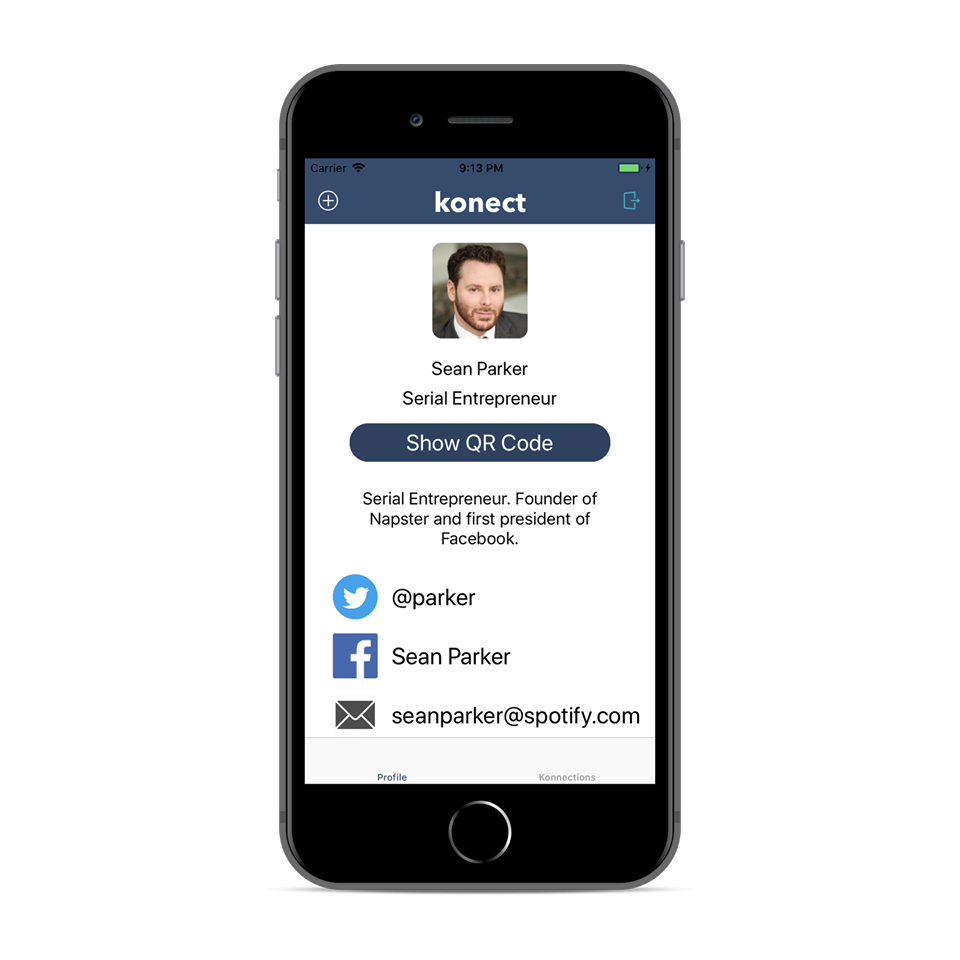 Carrier 9:13 PM
konect
Sean Parker
Serial Entrepreneur
Show QR Code
Serial Entrepreneur. Founder of
Napster and first president of
Facebook.
@parker
Sean Parker
seanparker@spotify.com
Profile Konnections